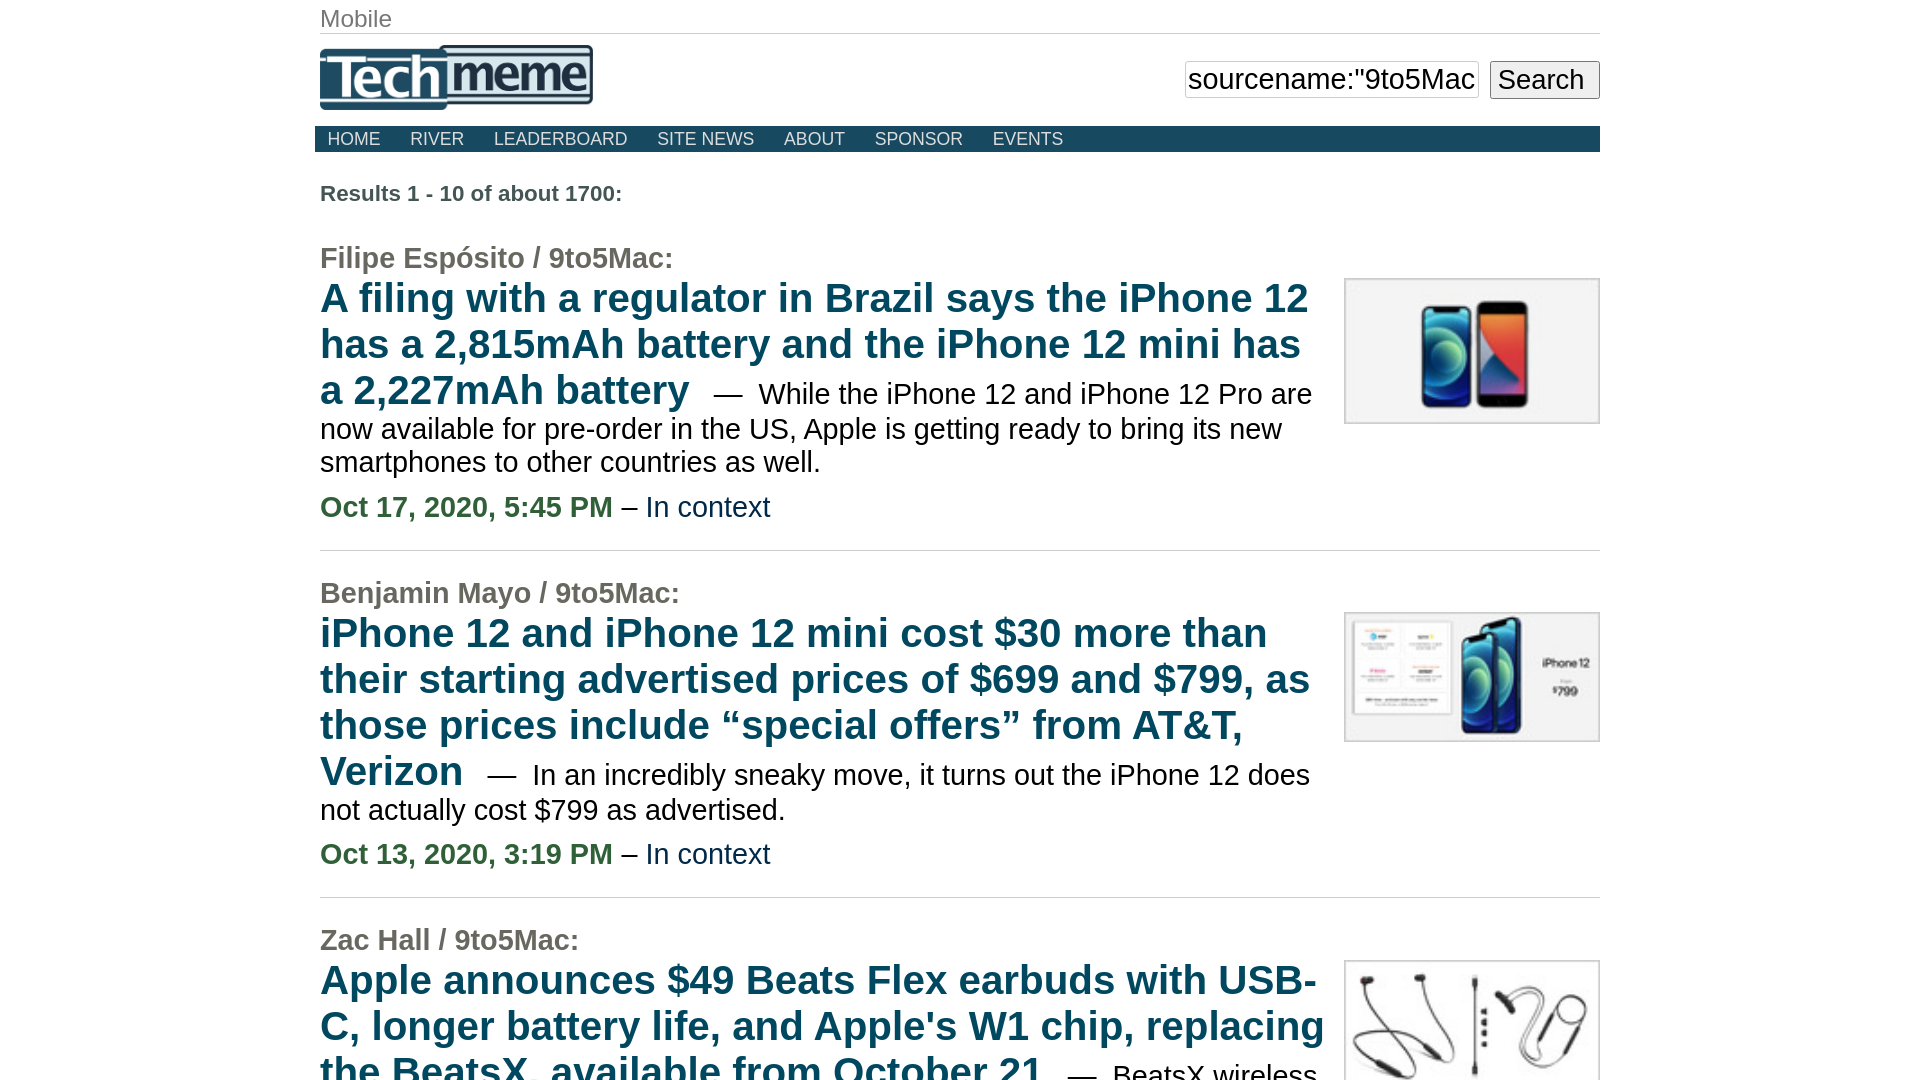 Mobile
Techmeme
sourcename:"9to5Mac
Search
HOME RIVER LEADERBOARD SITE NEWS ABOUT SPONSOR EVENTS
Results 1 - 10 of about 1700:
Filipe Espósito / 9to5Mac:
A filing with a regulator in Brazil says the iPhone 12
has a 2,815mAh battery and the iPhone 12 mini has
a 2,227mAh battery — While the iPhone 12 and iPhone 12 Pro are
now available for pre-order in the US, Apple is getting ready to bring its new
smartphones to other countries as well.
Oct 17, 2020, 5:45 PM – In context
Benjamin Mayo / 9to5Mac:
iPhone 12 and iPhone 12 mini cost $30 more than
their starting advertised prices of $699 and $799, as
those prices include “special offers” from AT&T,
Verizon — In an incredibly sneaky move, it turns out the iPhone 12 does
not actually cost $799 as advertised.
iPhone 12
$799
Oct 13, 2020, 3:19 PM – In context
Zac Hall / 9to5Mac:
Apple announces $49 Beats Flex earbuds with USB-
C, longer battery life, and Apple's W1 chip, replacing
the BeatsX, available from October 21 — BeatsX wireless